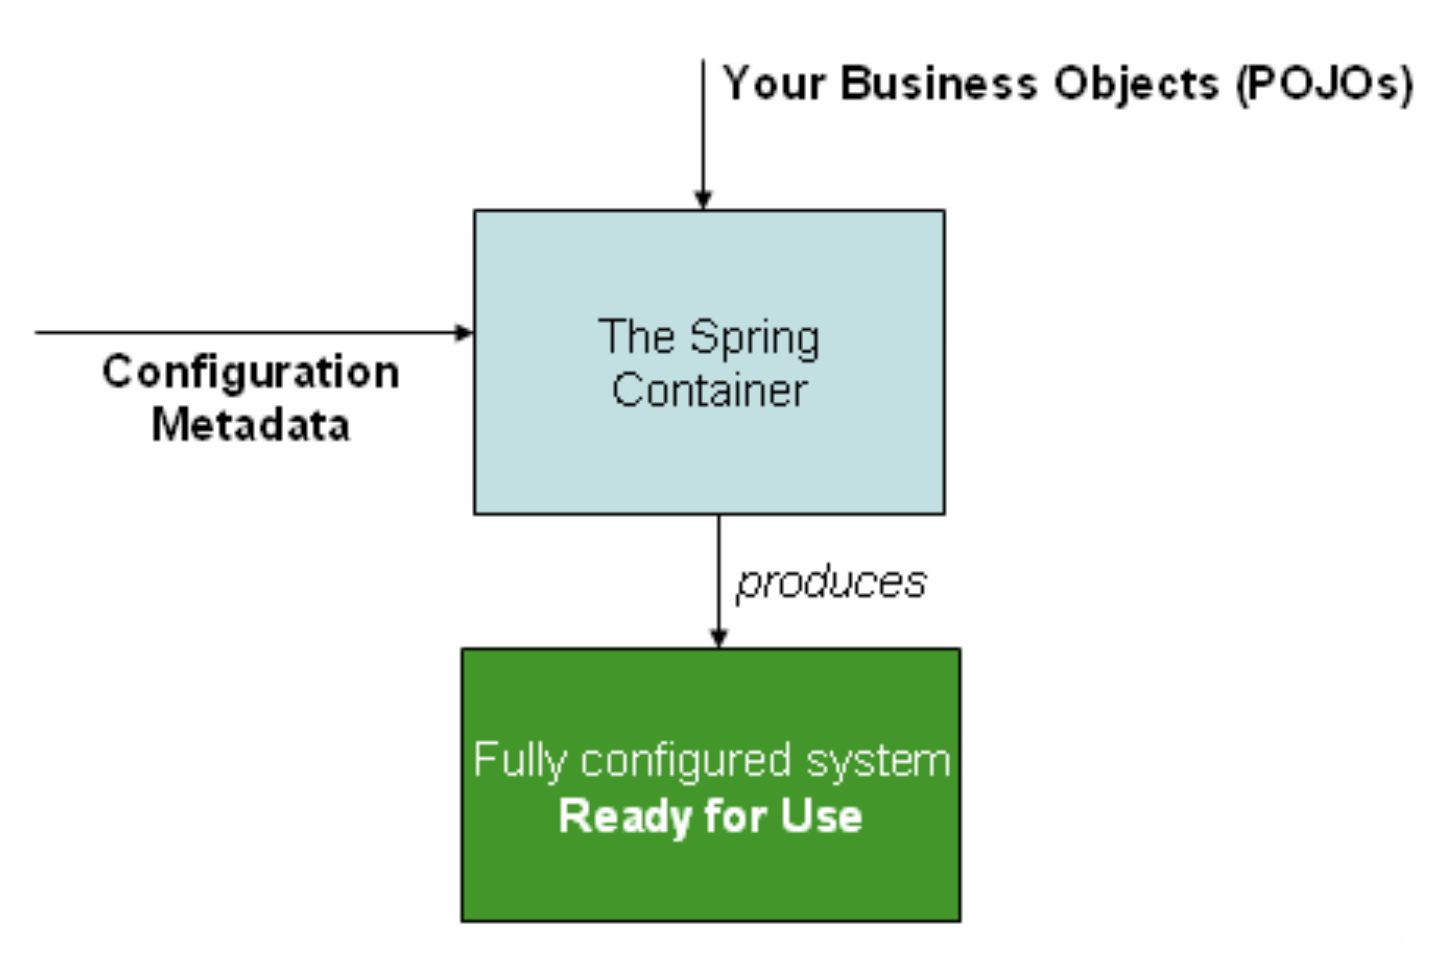 Your Business Objects (POJOs)
The Spring
Container
Configuration
Metadata
produces
Fully configured system
Ready for Use